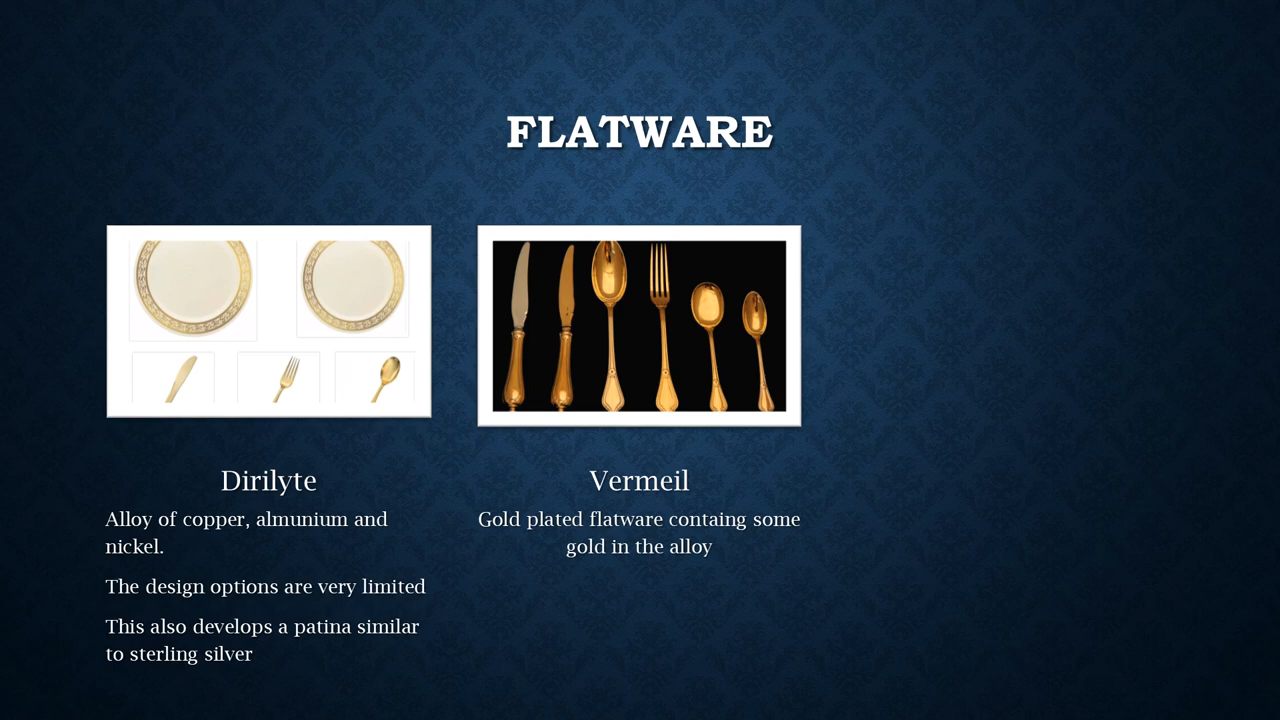 FLATWARE
Dirilyte
Alloy of copper, almunium and
nickel.
The design options are very limited
This also develops a patina similar
to sterling silver
Vermeil
Gold plated flatware containg some
gold in the alloy